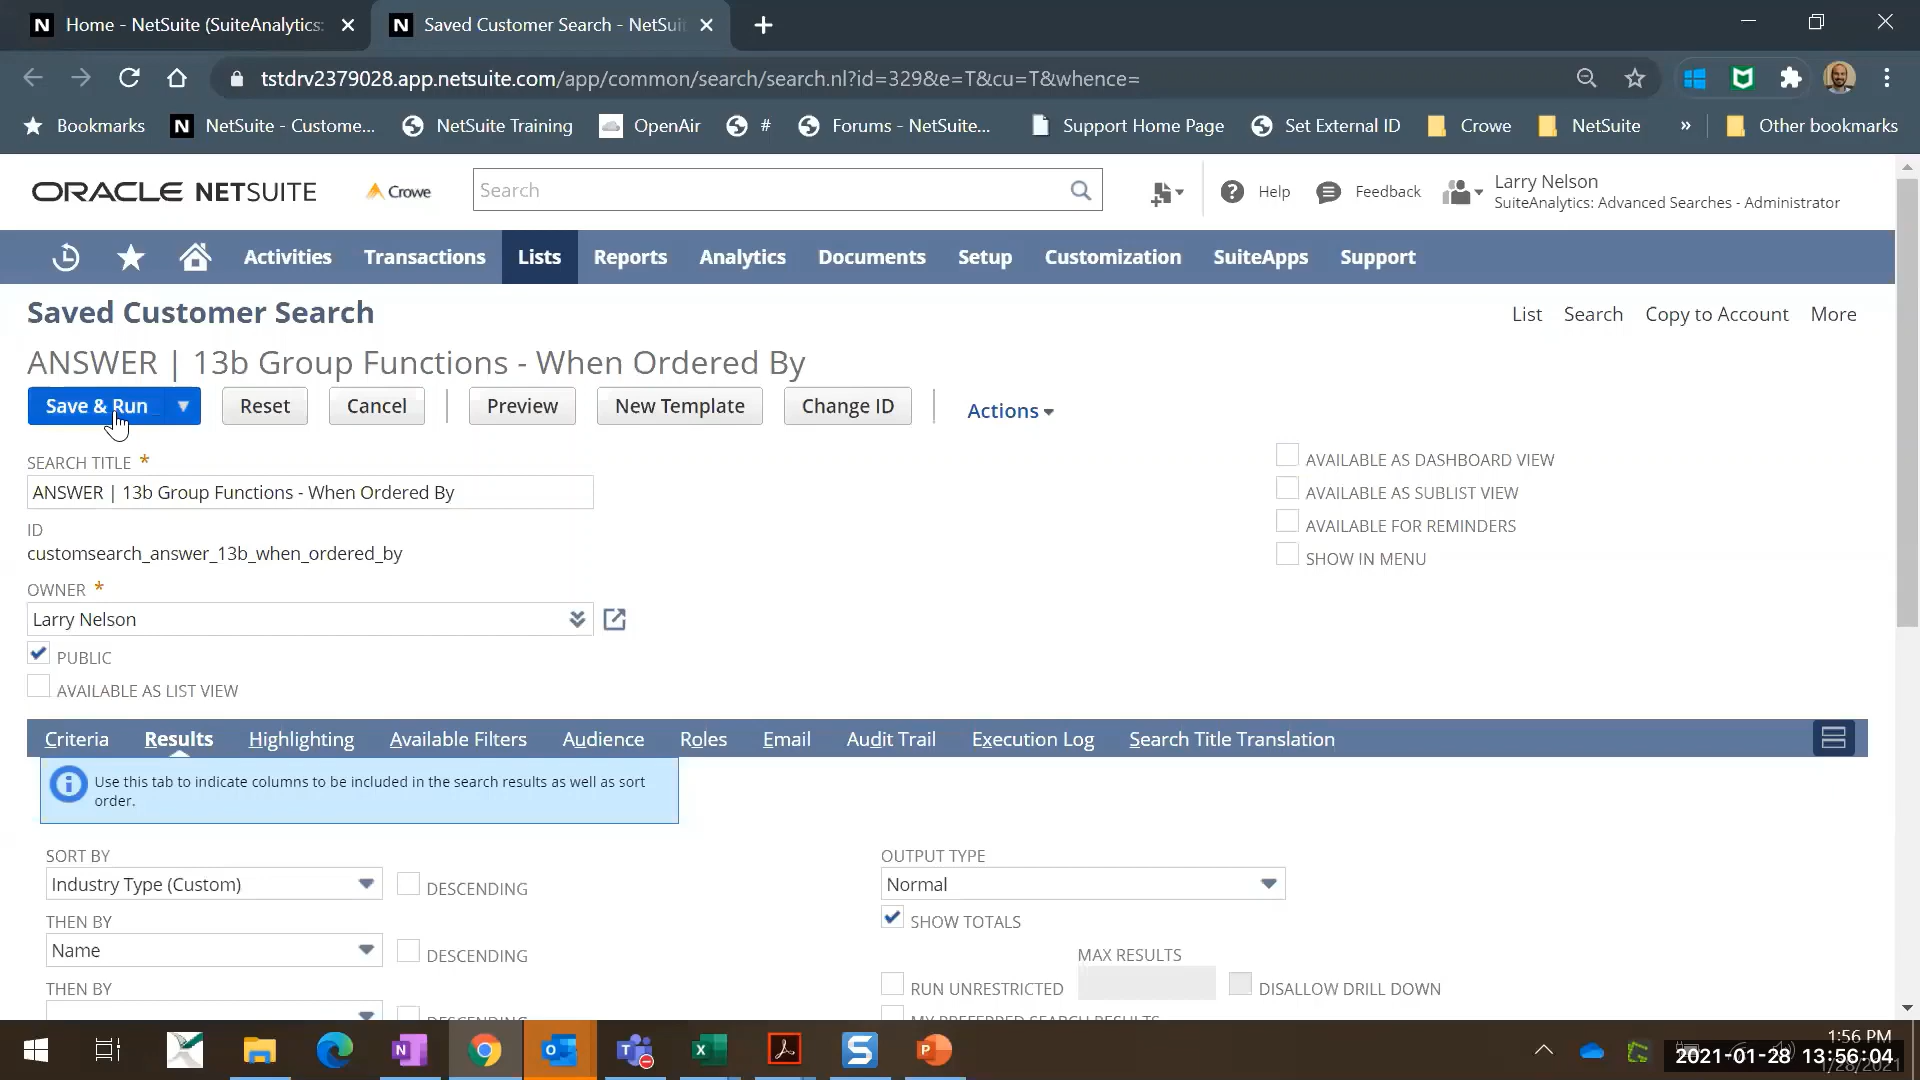 Home - NetSuite (SuiteAnalytics:
Saved Customer Search - NetSui
tstdrv2379028.app.netsuite.com/app/common/search/search.nl?id=329&e=T&cu=T&whence=
Bookmarks
NetSuite - Custome...
NetSuite Training
OpenAir
#
Forums - NetSuite...
Support Home Page
Set External ID
Crowe
NetSuite
»
Other bookmarks
ORACLE NETSUITE
Crowe
Search
Help
Feedback
Larry Nelson
SuiteAnalytics: Advanced Searches - Administrator
Activities
Transactions
Lists
Reports
Analytics
Documents
Setup
Customization
SuiteApps
Support
Saved Customer Search
List
Search
Copy to Account
More
ANSWER | 13b Group Functions - When Ordered By
Save & Run
Reset
Cancel
Preview
New Template
Change ID
Actions
SEARCH TITLE *
ANSWER | 13b Group Functions - When Ordered By
ID
customsearch_answer_13b_when_ordered_by
OWNER *
Larry Nelson
PUBLIC
AVAILABLE AS LIST VIEW
AVAILABLE AS DASHBOARD VIEW
AVAILABLE AS SUBLIST VIEW
AVAILABLE FOR REMINDERS
SHOW IN MENU
Criteria
Results
Highlighting
Available Filters
Audience
Roles
Email
Audit Trail
Execution Log
Search Title Translation
Use this tab to indicate columns to be included in the search results as well as sort
order.
SORT BY
Industry Type (Custom)
DESCENDING
THEN BY
Name
DESCENDING
THEN BY
DESCENDING
OUTPUT TYPE
Normal
SHOW TOTALS
MAX RESULTS
RUN UNRESTRICTED
DISALLOW DRILL DOWN
MY PREFERRED SEARCH RESULTS
1:56 PM
2021-01-28 13:56:04
1/28/2021